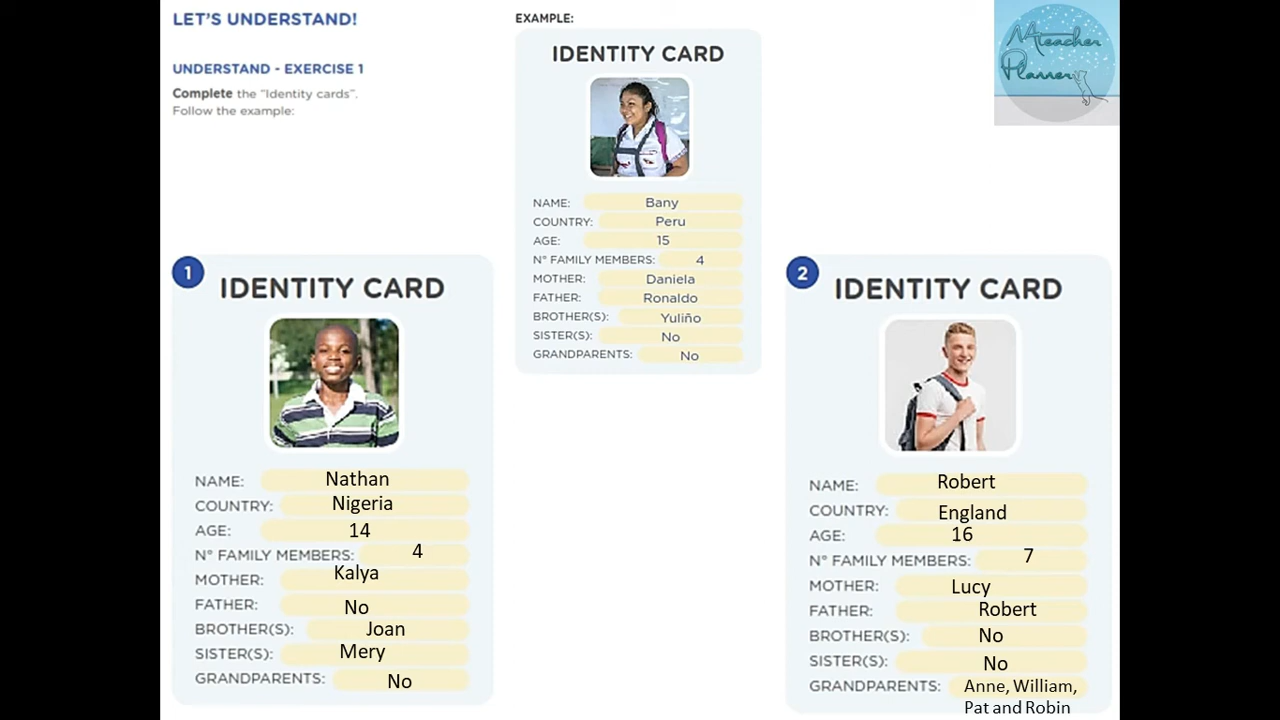 LET'S UNDERSTAND!
UNDERSTAND - EXERCISE 1
Complete the "Identity cards".
Follow the example:
EXAMPLE:
IDENTITY CARD
NAME: Bany
COUNTRY: Peru
AGE: 15
N° FAMILY MEMBERS: 4
MOTHER: Daniela
FATHER: Ronaldo
BROTHER(S): Yuliño
SISTER(S): No
GRANDPARENTS: No
Mteacher
Planner
1
IDENTITY CARD
NAME: Nathan
COUNTRY: Nigeria
AGE: 14
N° FAMILY MEMBERS: 4
MOTHER: Kalya
FATHER: No
BROTHER(S): Joan
SISTER(S): Mery
GRANDPARENTS: No
2
IDENTITY CARD
NAME: Robert
COUNTRY: England
AGE: 16
N° FAMILY MEMBERS: 7
MOTHER: Lucy
FATHER: Robert
BROTHER(S): No
SISTER(S): No
GRANDPARENTS: Anne, William,
Pat and Robin